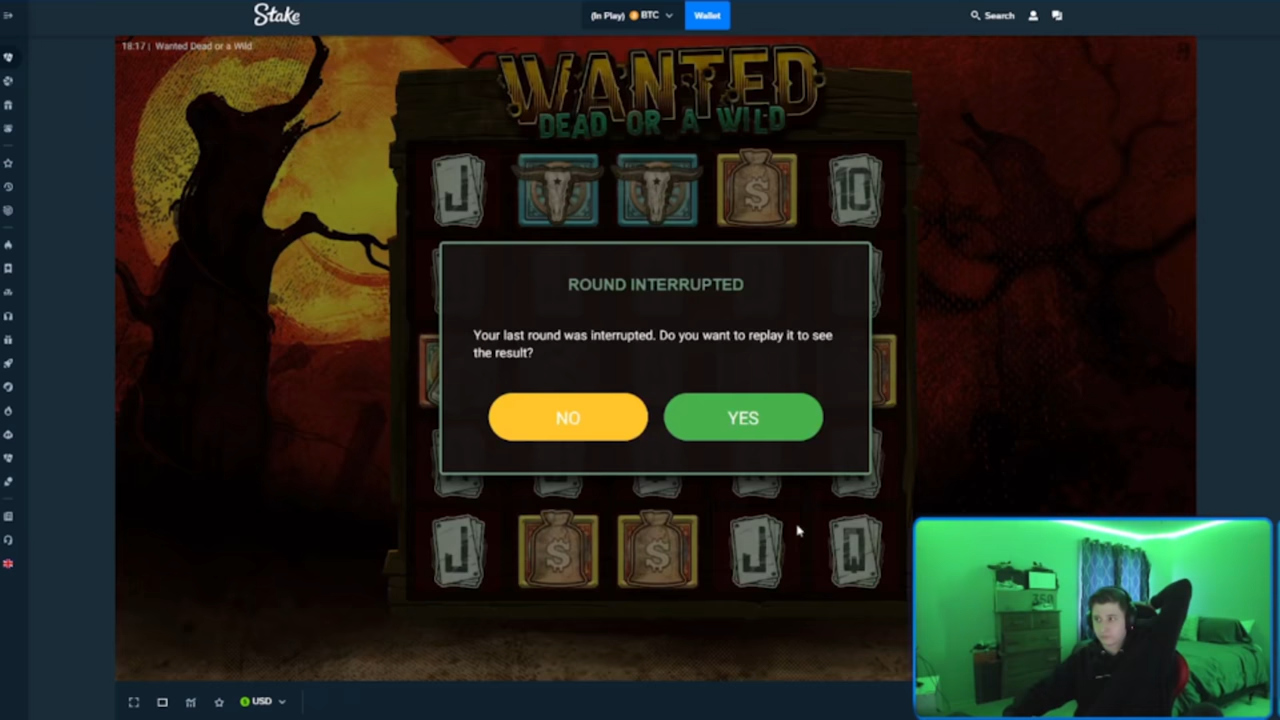 Stake
(In Play) BTC
Wallet
Search
18:17 | Wanted Dead or a Wild
WANTED
DEAD OR A WILD
J
$
10
ROUND INTERRUPTED
Your last round was interrupted. Do you want to replay it to see
the result?
NO
YES
J
$
$
J
Q
USD
350